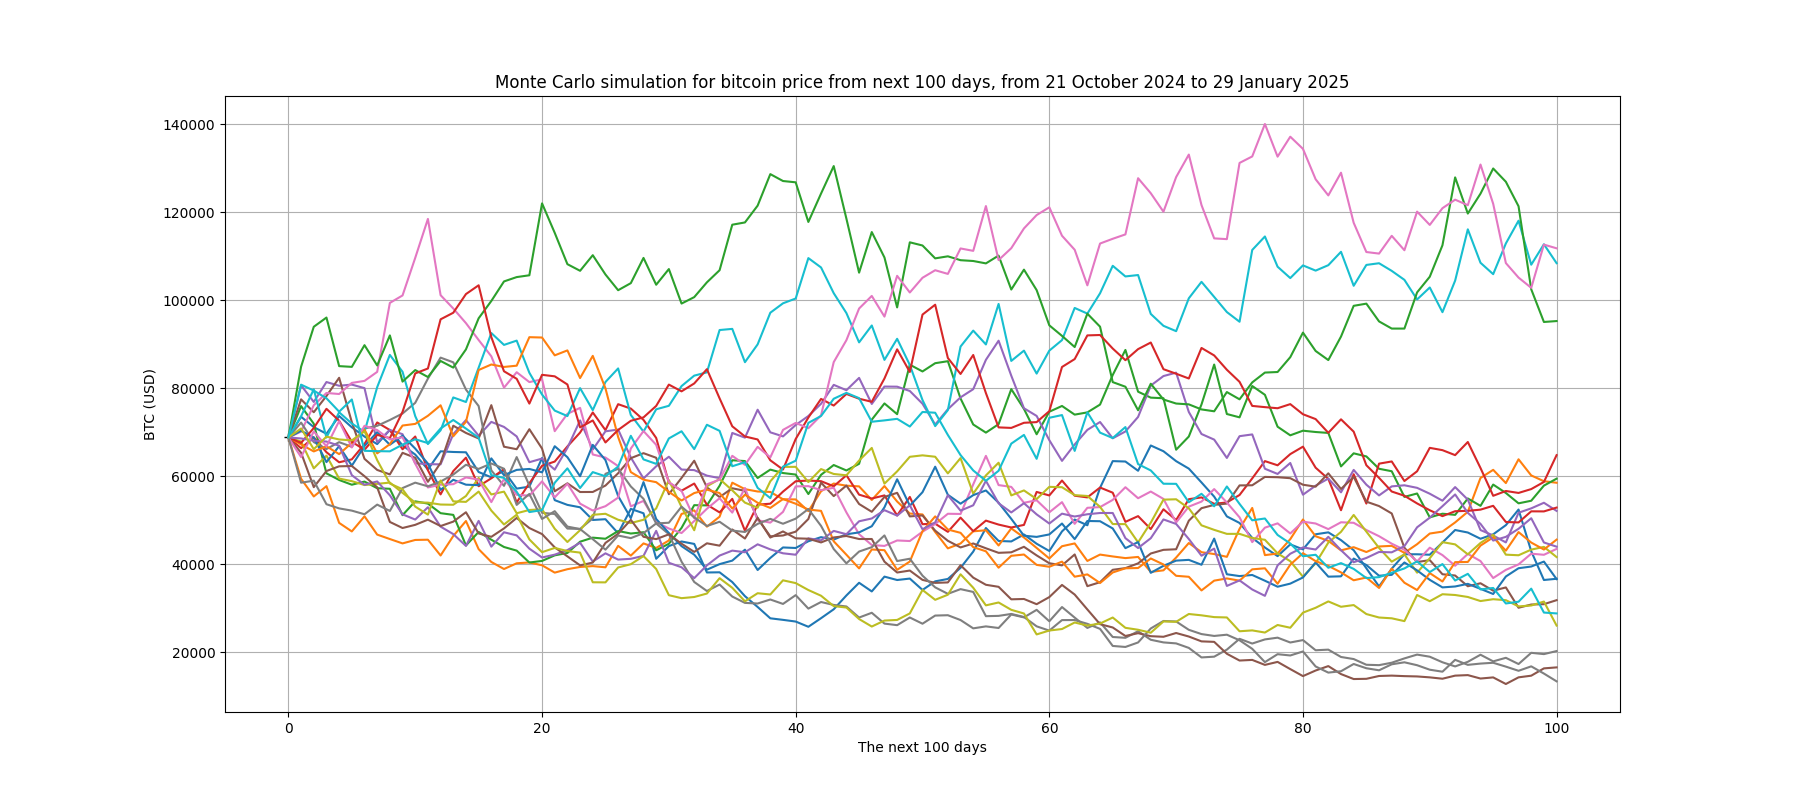 Monte Carlo simulation for bitcoin price from next 100 days, from 21 October 2024 to 29 January 2025
140000
120000
100000
80000
60000
40000
20000
BTC (USD)
0 20 40 60 80 100
The next 100 days